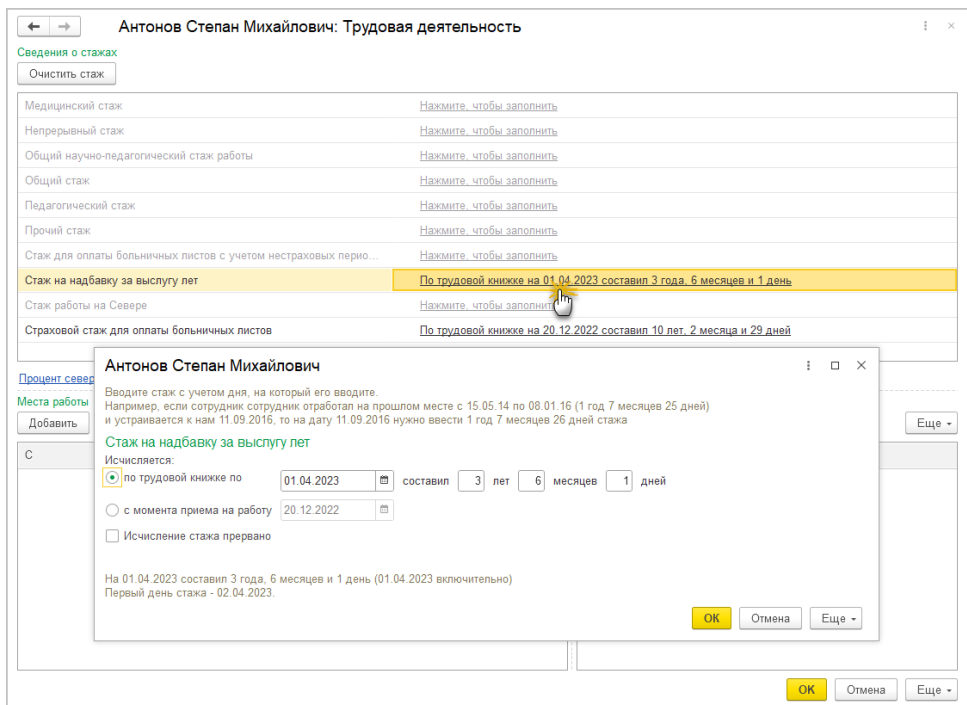 Антонов Степан Михайлович: Трудовая деятельность
Сведения о стажах
Очистить стаж
Медицинский стаж Нажмите, чтобы заполнить
Непрерывный стаж Нажмите, чтобы заполнить
Общий научно-педагогический стаж работы Нажмите, чтобы заполнить
Общий стаж Нажмите, чтобы заполнить
Педагогический стаж Нажмите, чтобы заполнить
Прочий стаж Нажмите, чтобы заполнить
Стаж для оплаты больничных листов с учетом нестраховых перио... Нажмите, чтобы заполнить
Стаж на надбавку за выслугу лет По трудовой книжке на 01.04.2023 составил 3 года, 6 месяцев и 1 день
Стаж работы на Севере Нажмите, чтобы заполнить
Страховой стаж для оплаты больничных листов По трудовой книжке на 20.12.2022 составил 10 лет, 2 месяца и 29 дней
Процент север
Места работы
Добавить
Еще
С
Антонов Степан Михайлович
Вводите стаж с учетом дня, на который его вводите.
Например, если сотрудник сотрудник отработал на прошлом месте с 15.05.14 по 08.01.16 (1 год 7 месяцев 25 дней)
и устраивается к нам 11.09.2016, то на дату 11.09.2016 нужно ввести 1 год 7 месяцев 26 дней стажа
Стаж на надбавку за выслугу лет
Исчисляется:
по трудовой книжке по 01.04.2023 составил 3 лет 6 месяцев 1 дней
с момента приема на работу 20.12.2022
Исчисление стажа прервано
На 01.04.2023 составил 3 года, 6 месяцев и 1 день (01.04.2023 включительно)
Первый день стажа - 02.04.2023.
ОК Отмена Еще
ОК Отмена Еще